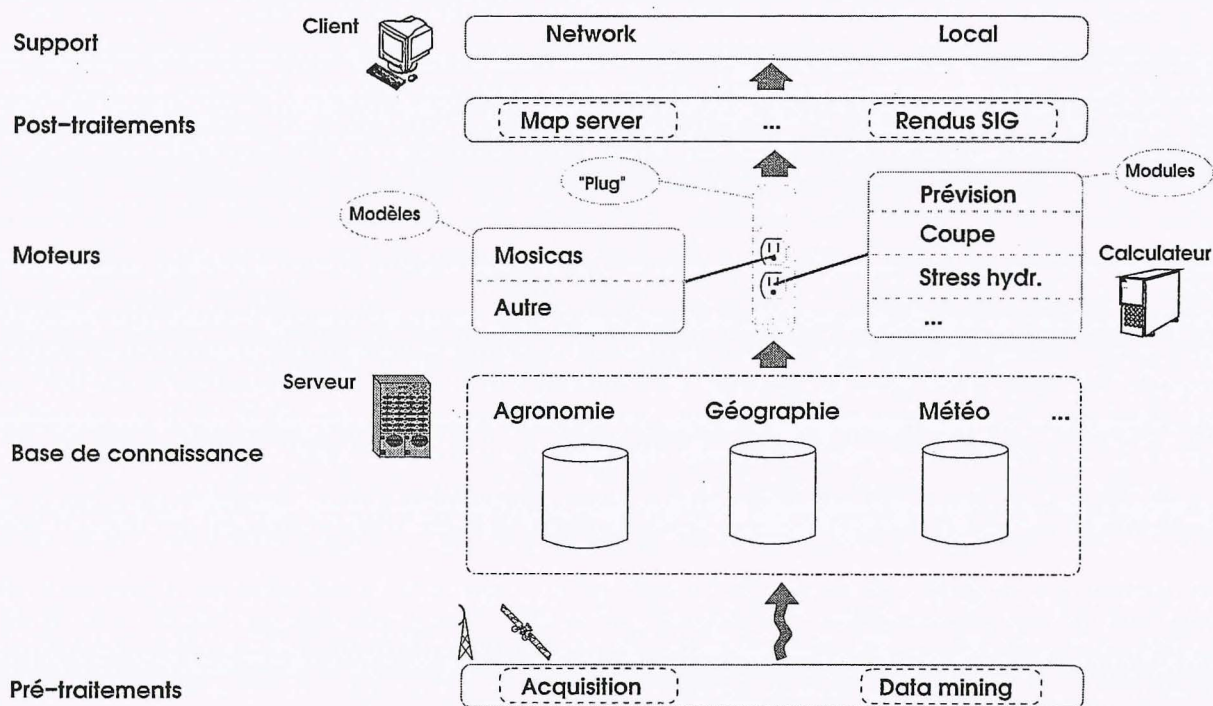 Support
Client
Network
Local
Post-traitements
Map server
...
Rendus SIG
"Plug"
Modules
Modèles
Prévision
Coupe
Stress hydr.
...
Moteurs
Mosicas
Autre
Calculateur
Serveur
Agronomie
Géographie
Météo
...
Base de connaissance
Pré-traitements
Acquisition
Data mining